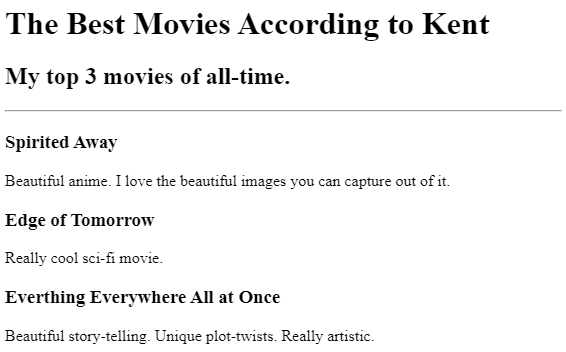 The Best Movies According to Kent
My top 3 movies of all-time.
Spirited Away
Beautiful anime. I love the beautiful images you can capture out of it.
Edge of Tomorrow
Really cool sci-fi movie.
Everthing Everywhere All at Once
Beautiful story-telling. Unique plot-twists. Really artistic.